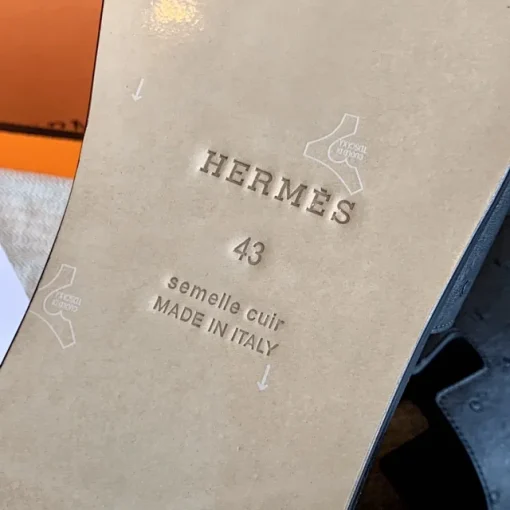 HERMÈS
43
semelle cuir
MADE IN ITALY